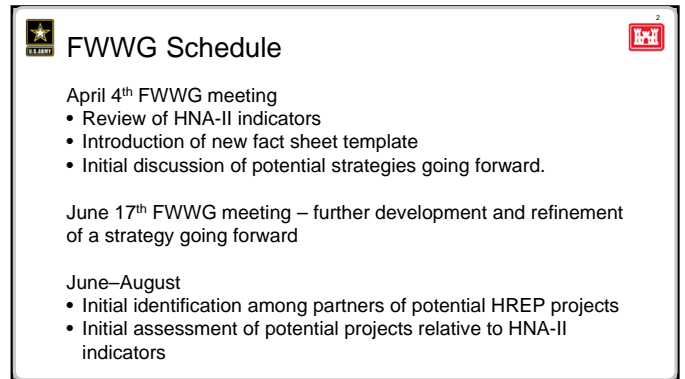 2
U.S.ARMY
FWWG Schedule
April 4th FWWG meeting
• Review of HNA-II indicators
• Introduction of new fact sheet template
• Initial discussion of potential strategies going forward.
June 17th FWWG meeting – further development and refinement
of a strategy going forward
June–August
• Initial identification among partners of potential HREP projects
• Initial assessment of potential projects relative to HNA-II
indicators